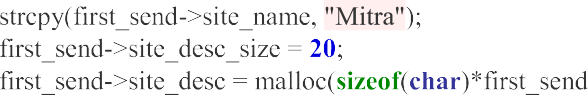 strcpy(first_send->site_name, "Mitra");
first_send->site_desc_size = 20;
first_send->site_desc = malloc(sizeof(char)*first_send